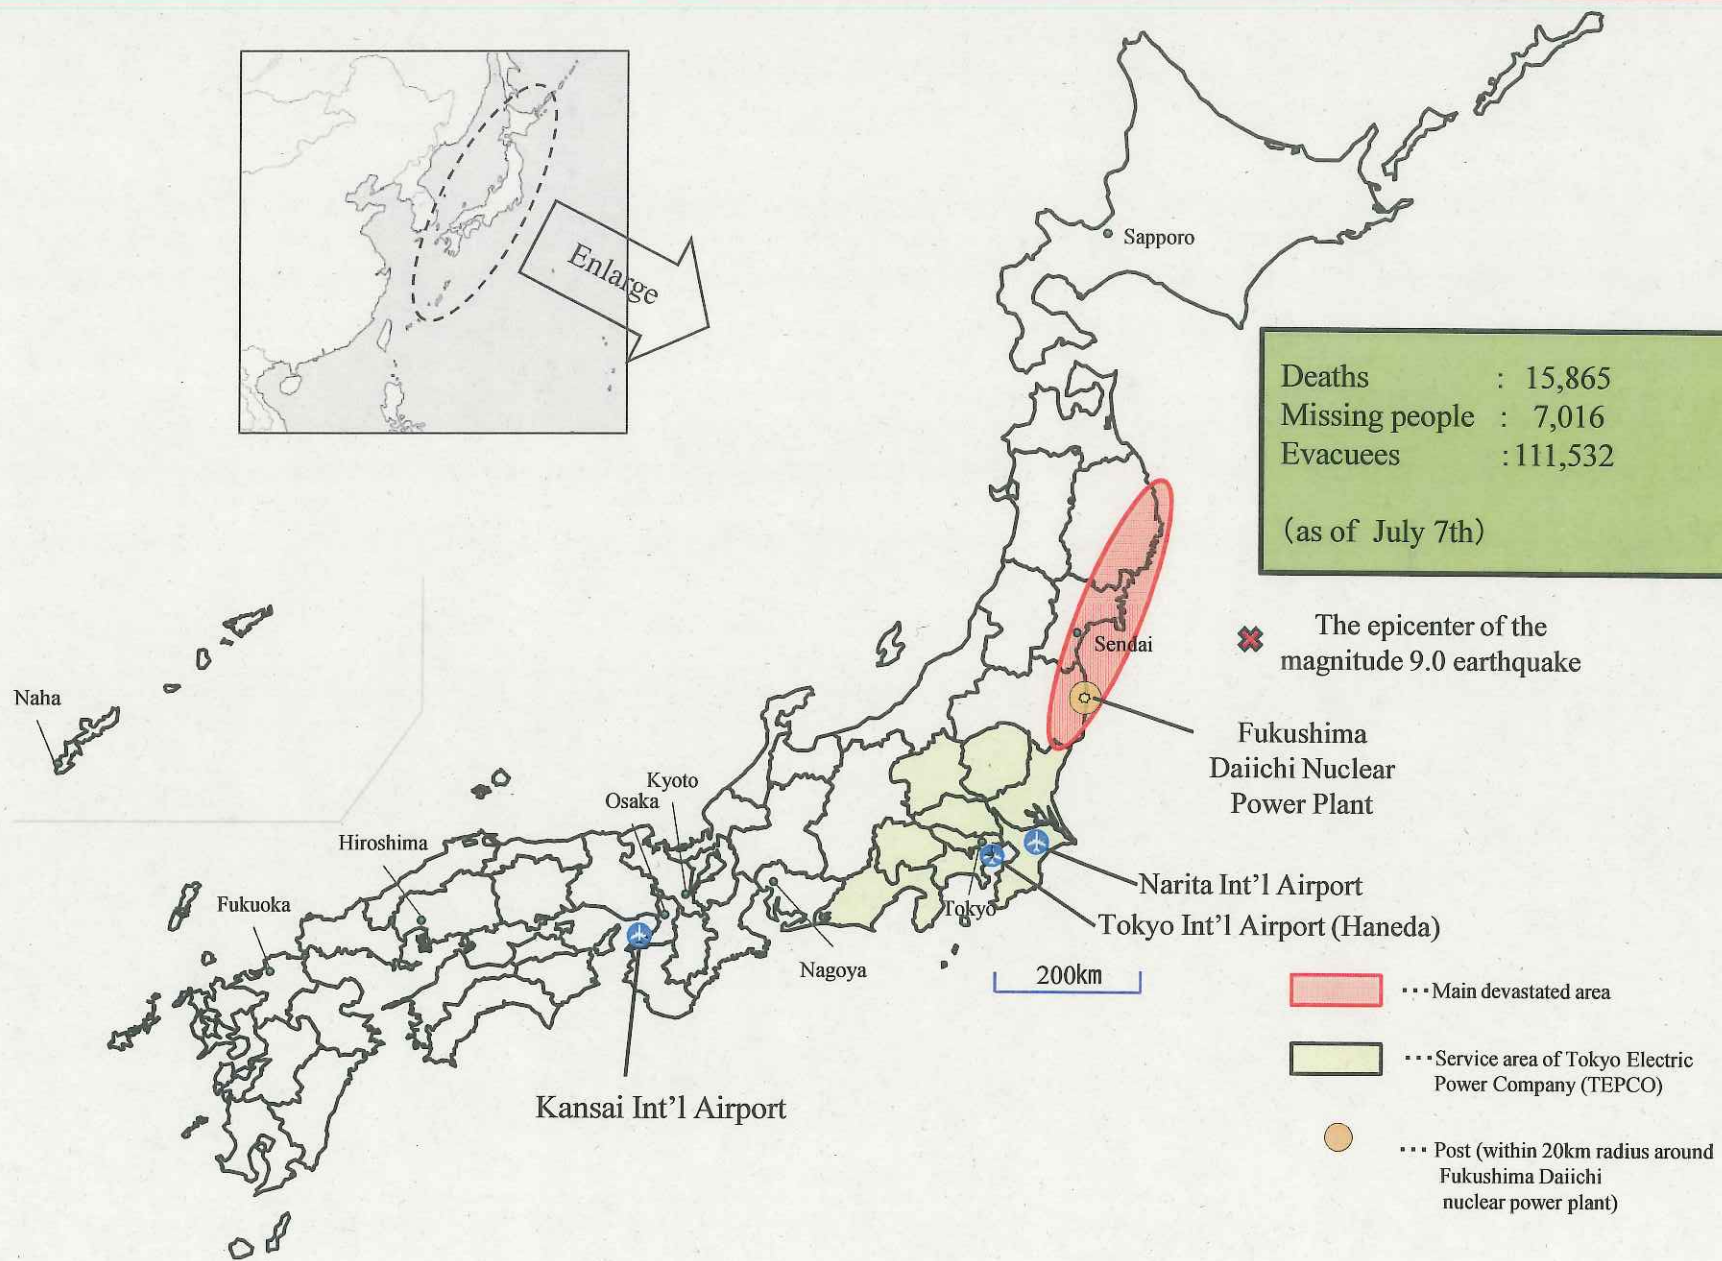 Enlarge
Sapporo
Deaths : 15,865
Missing people : 7,016
Evacuees :111,532
(as of July 7th)
The epicenter of the
magnitude 9.0 earthquake
Sendai
Fukushima
Daiichi Nuclear
Power Plant
Naha
Kyoto
Osaka
Hiroshima
Fukuoka
Narita Int'l Airport
Tokyo
Tokyo Int'l Airport (Haneda)
Nagoya
200km
Kansai Int'l Airport
···Main devastated area
···Service area of Tokyo Electric
Power Company (TEPCO)
··· Post (within 20km radius around
Fukushima Daiichi
nuclear power plant)